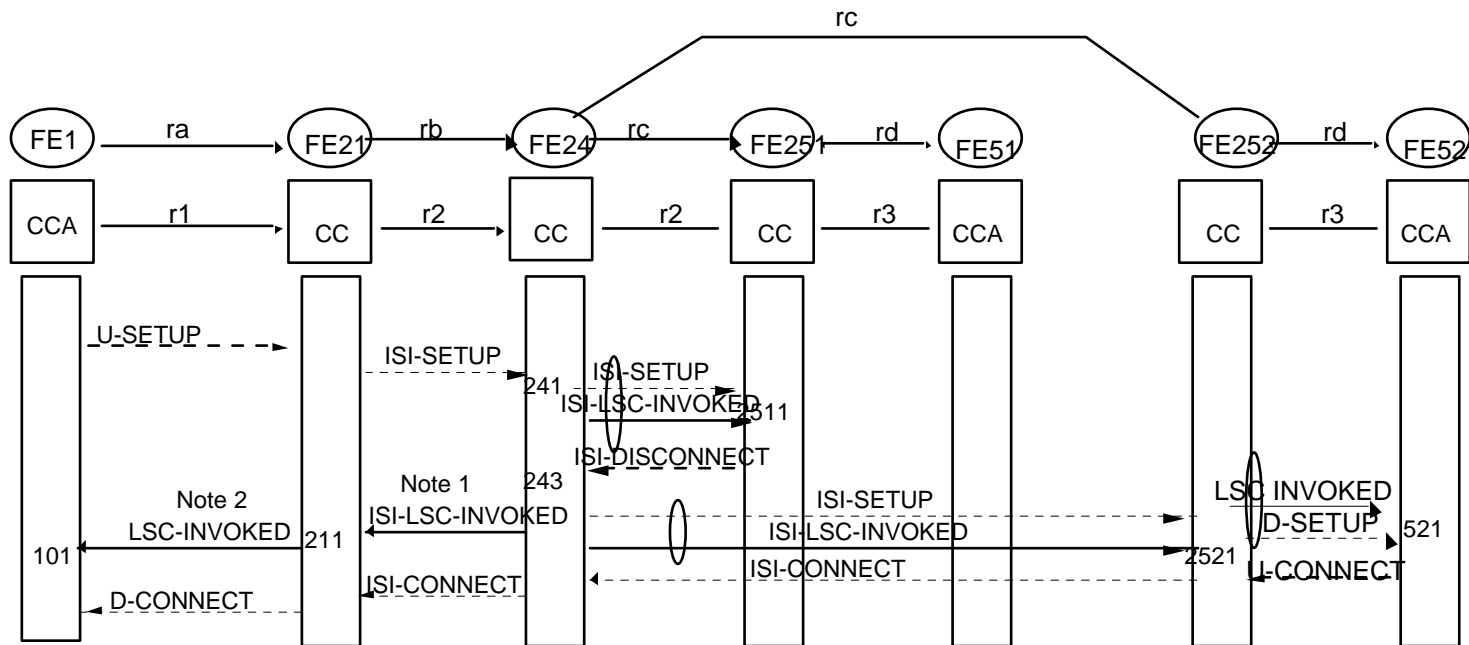 rc
FE1 ra FE21 rb FE24 rc FE251 rd FE51 FE252 rd FE52
CCA r1 CC r2 CC r2 CC r3 CCA CC r3 CCA
U-SETUP
ISI-SETUP
241 ISI-SETUP
ISI-LSC-INVOKED 2511
ISI-DISCONNECT
243
Note 2 Note 1 ISI-SETUP LSC INVOKED
101 LSC-INVOKED 211 ISI-LSC-INVOKED ISI-LSC-INVOKED 2521 D-SETUP 521
D-CONNECT ISI-CONNECT ISI-CONNECT U-CONNECT